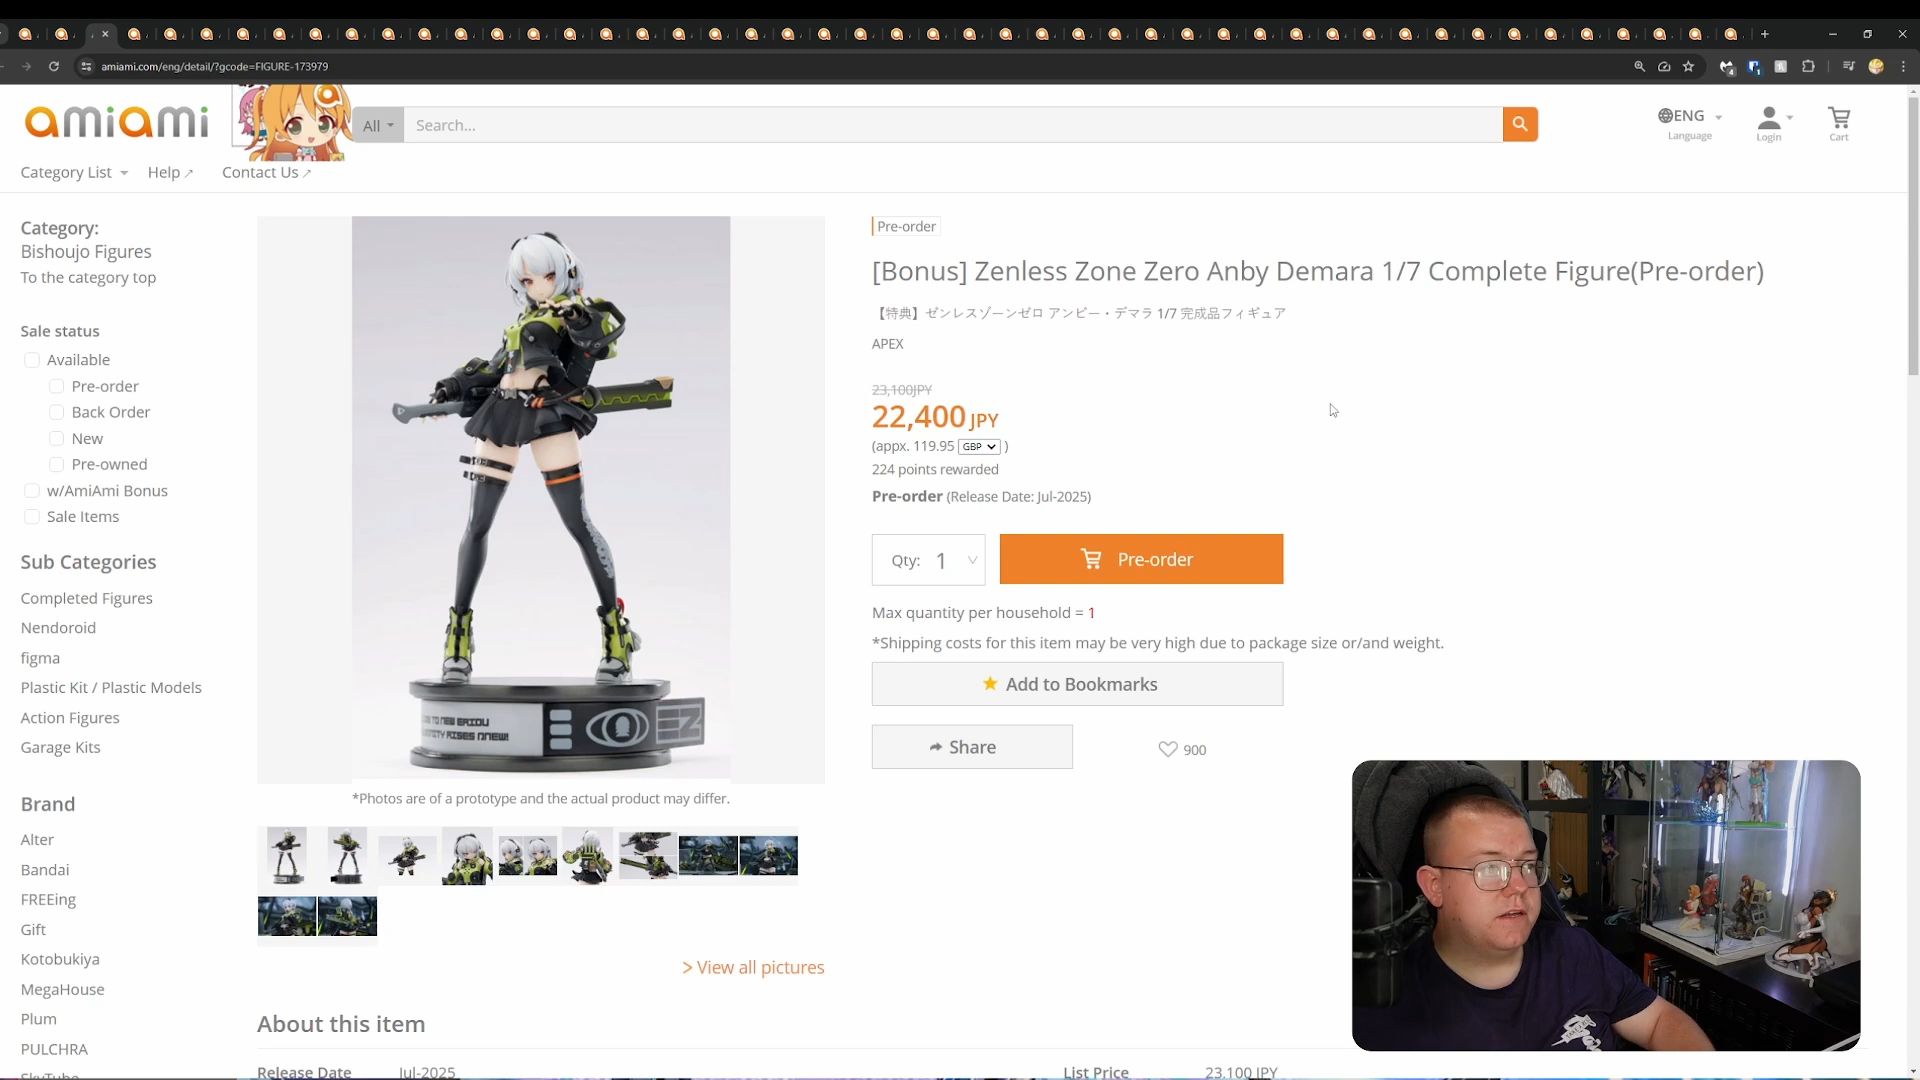 amiami.com/eng/detail/?gcode=FIGURE-173979
amiami
All
Search...
ENG
Language
Login
Cart
Category List
Help
Contact Us
Category:
Bishoujo Figures
To the category top
Sale status
Available
Pre-order
Back Order
New
Pre-owned
w/AmiAmi Bonus
Sale Items
Sub Categories
Completed Figures
Nendoroid
figma
Plastic Kit / Plastic Models
Action Figures
Garage Kits
Brand
Alter
Bandai
FREEing
Gift
Kotobukiya
MegaHouse
Plum
PULCHRA
SkyTube
EZ
*Photos are of a prototype and the actual product may differ.
> View all pictures
Pre-order
[Bonus] Zenless Zone Zero Anby Demara 1/7 Complete Figure(Pre-order)
【特典】ゼンレスゾーンゼロ アンビー・デマラ 1/7 完成品フィギュア
APEX
23,100JPY
22,400 JPY
(appx. 119.95 GBP )
224 points rewarded
Pre-order (Release Date: Jul-2025)
Qty: 1
Pre-order
Max quantity per household = 1
*Shipping costs for this item may be very high due to package size or/and weight.
Add to Bookmarks
Share
900
About this item
Release Date Jul-2025
List Price 23,100 JPY